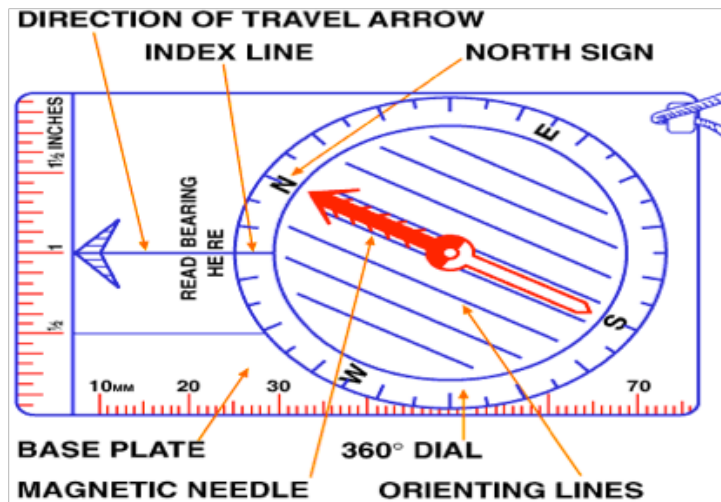 DIRECTION OF TRAVEL ARROW
INDEX LINE
NORTH SIGN
1½ INCHES
1
½
READ BEARING
HERE
N
E
S
W
10MM
20
30
70
BASE PLATE
360° DIAL
MAGNETIC NEEDLE
ORIENTING LINES